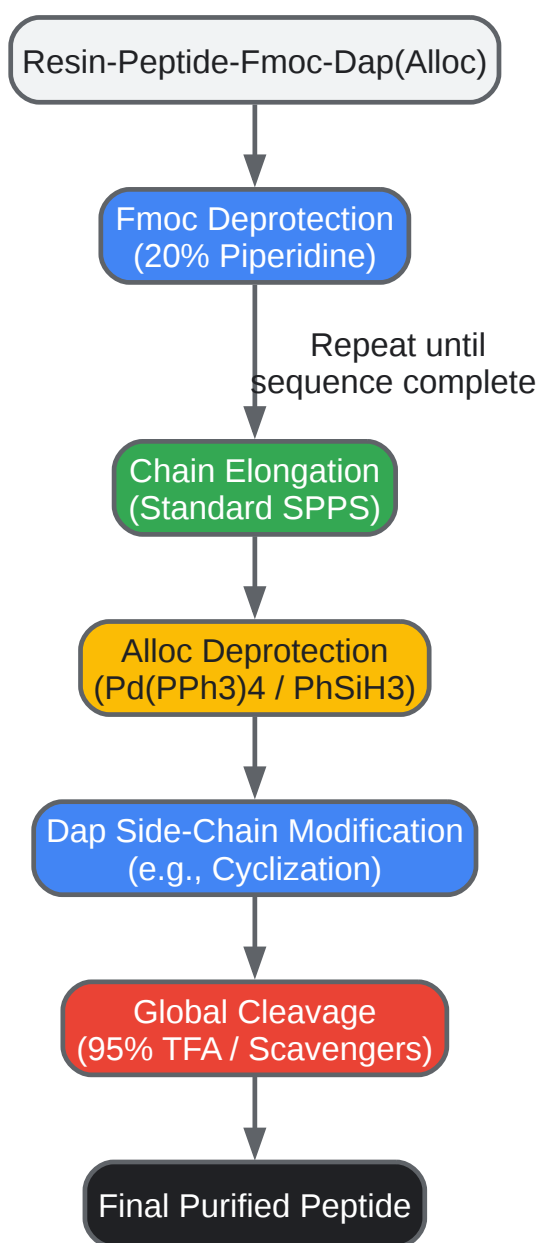 Resin-Peptide-Fmoc-Dap(Alloc)
Fmoc Deprotection
(20% Piperidine)
Repeat until
sequence complete
Chain Elongation
(Standard SPPS)
Alloc Deprotection
(Pd(PPh3)4 / PhSiH3)
Dap Side-Chain Modification
(e.g., Cyclization)
Global Cleavage
(95% TFA / Scavengers)
Final Purified Peptide